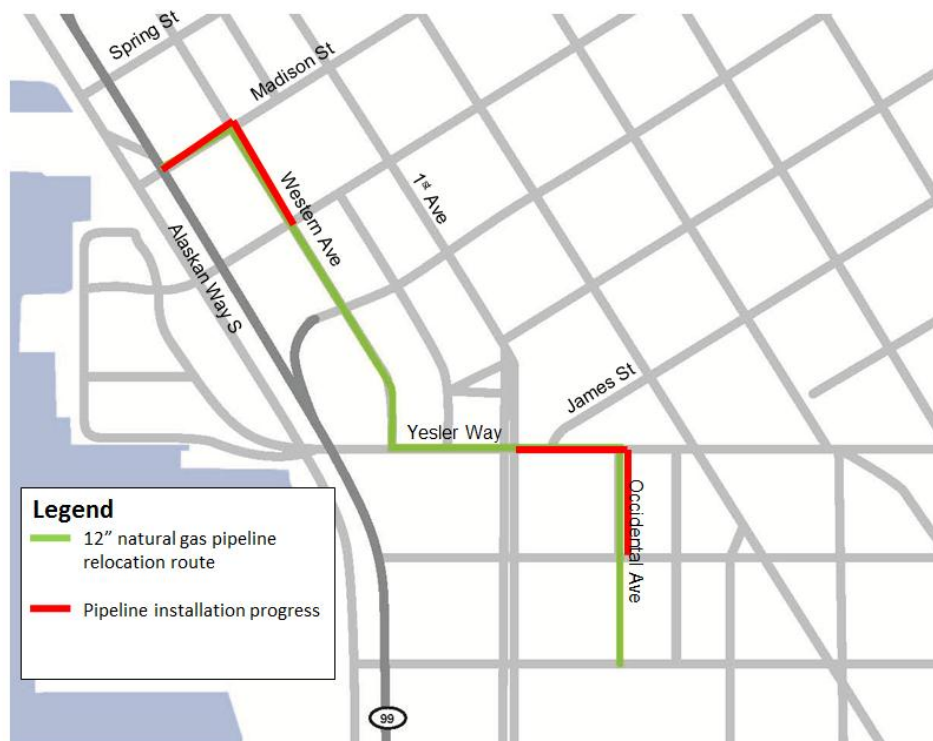 Spring St
Madison St
Western Ave
1st Ave
Alaskan Way S
James St
Yesler Way
Occidental Ave
Legend
12” natural gas pipeline
relocation route
Pipeline installation progress
99